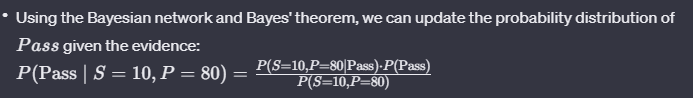 • Using the Bayesian network and Bayes' theorem, we can update the probability distribution of
Pass given the evidence:
P(Pass | S = 10, P = 80) = P(S=10,P=80|Pass)·P(Pass) / P(S=10,P=80)